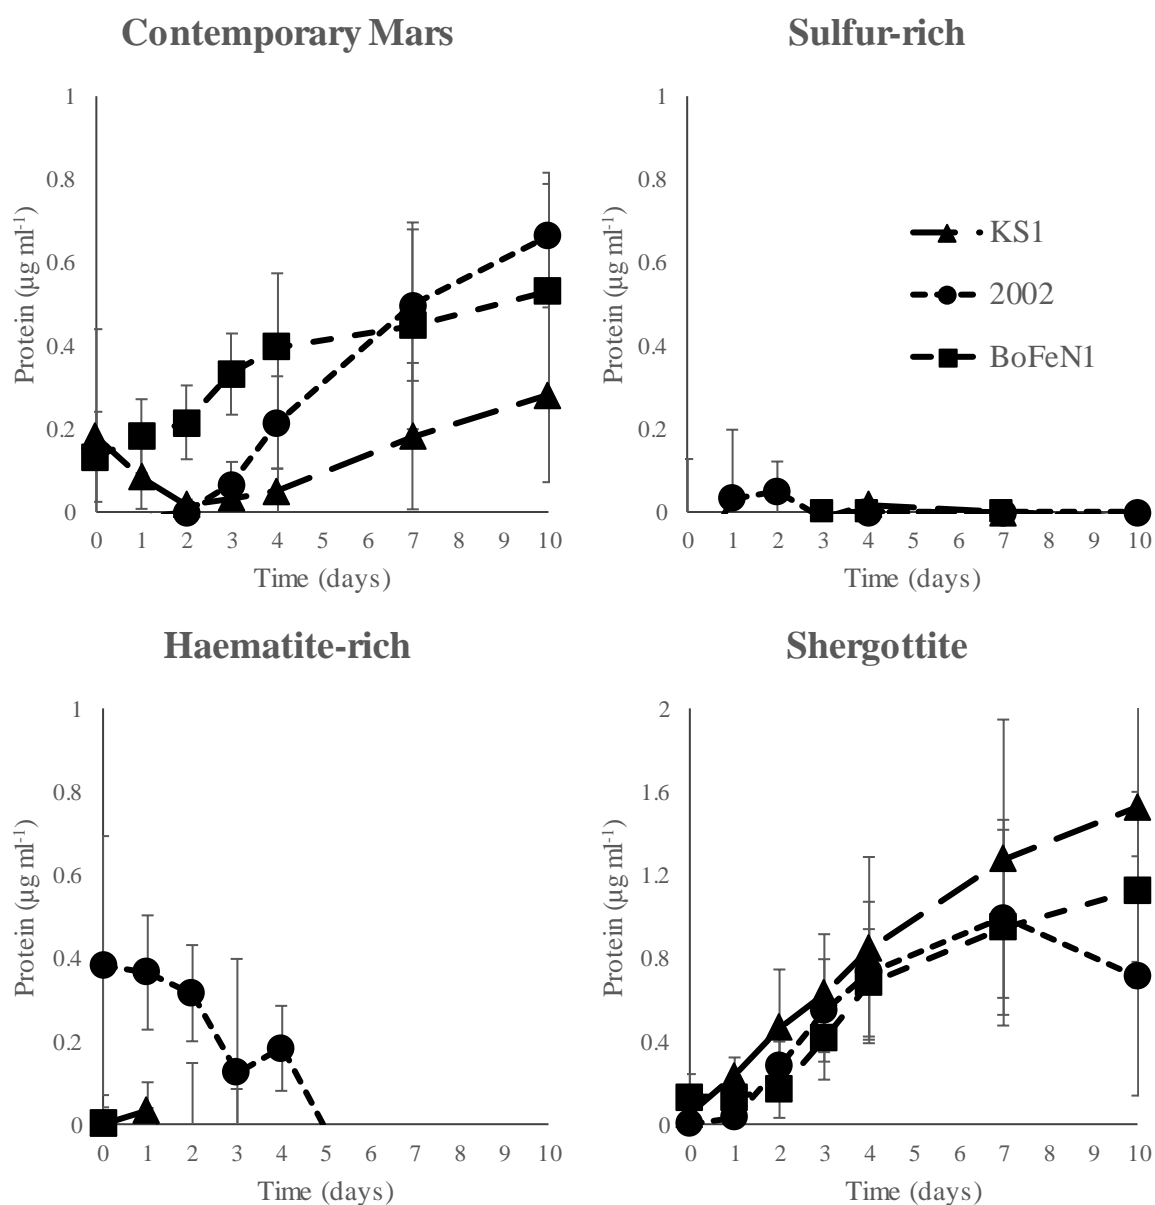 Contemporary Mars
Protein (µg ml-1)
1
0.8
0.6
0.4
0.2
0
0 1 2 3 4 5 6 7 8 9 10
Time (days)
Sulfur-rich
Protein (µg ml-1)
1
0.8
0.6
0.4
0.2
0
KS1
2002
BoFeN1
0 1 2 3 4 5 6 7 8 9 10
Time (days)
Haematite-rich
Protein (µg ml-1)
1
0.8
0.6
0.4
0.2
0
0 1 2 3 4 5 6 7 8 9 10
Time (days)
Shergottite
Protein (µg ml-1)
2
1.6
1.2
0.8
0.4
0
0 1 2 3 4 5 6 7 8 9 10
Time (days)